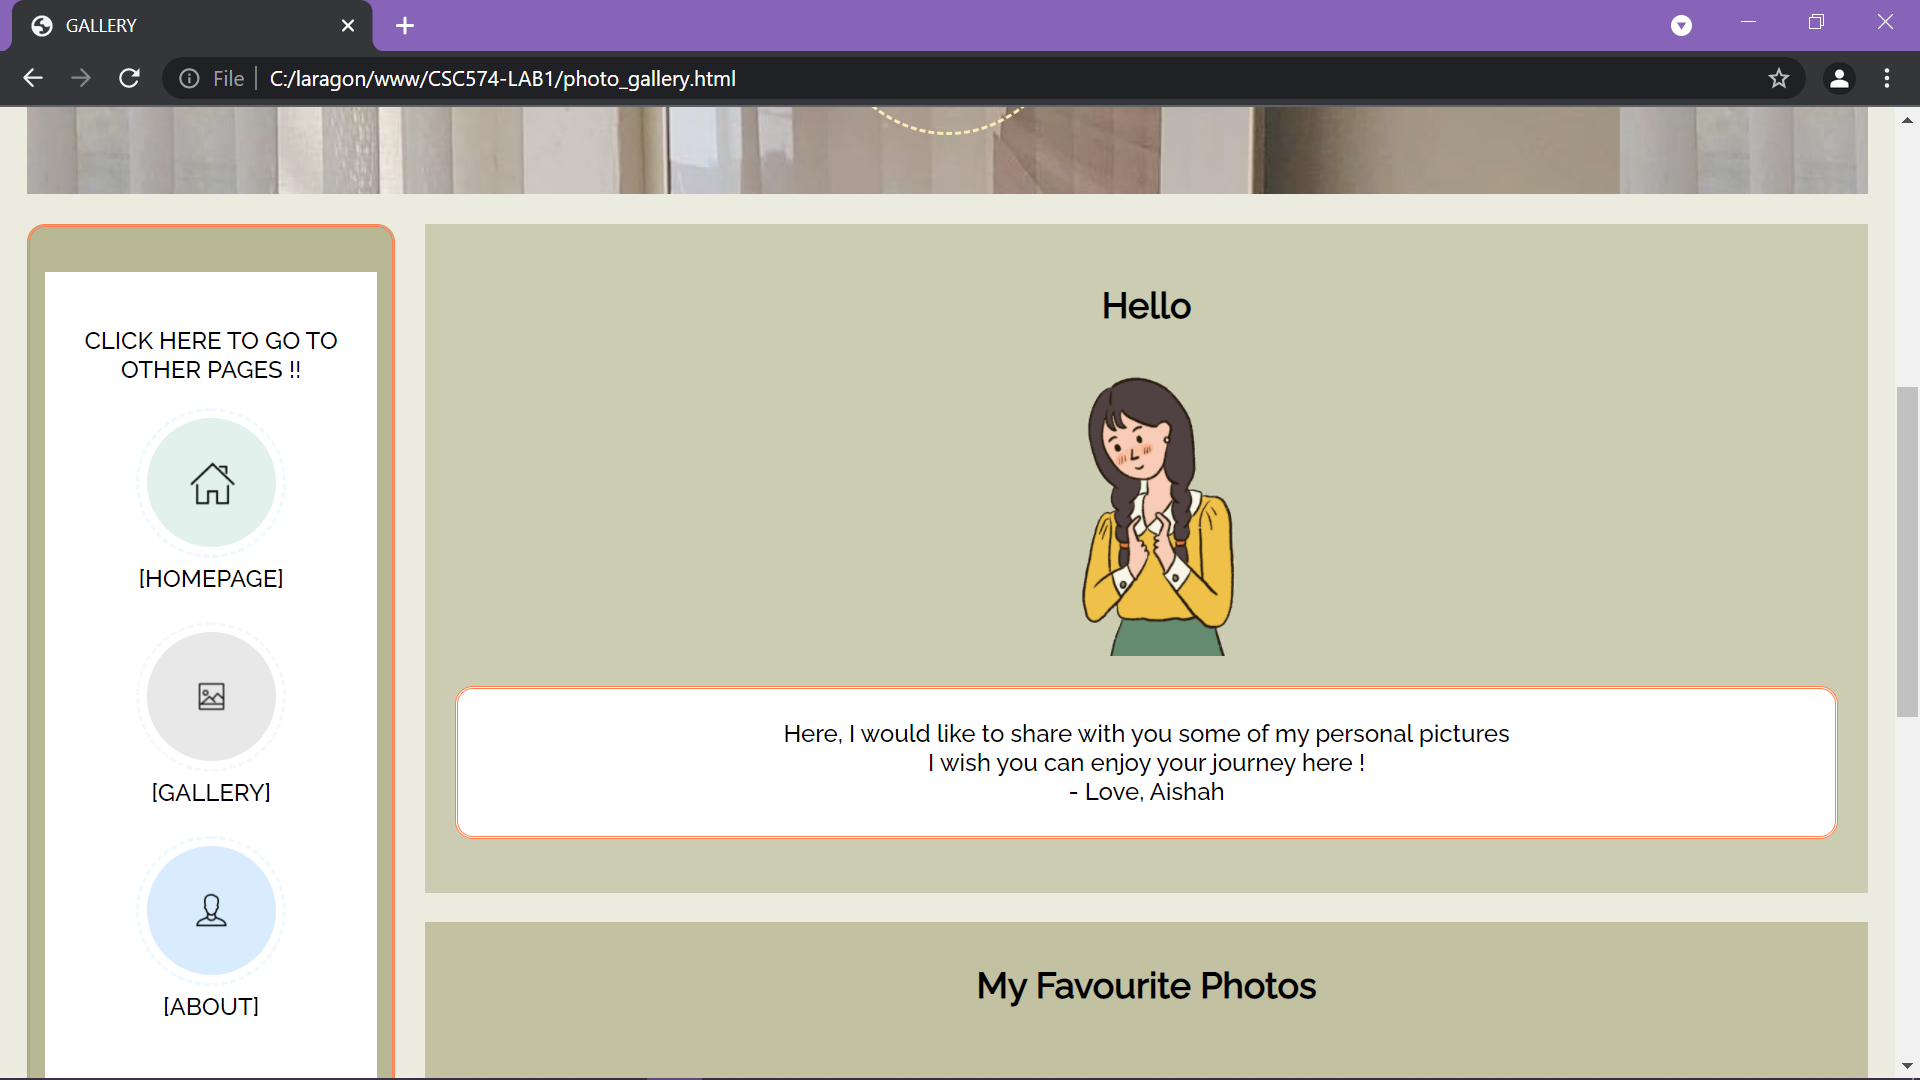 GALLERY
File
C:/laragon/www/CSC574-LAB1/photo_gallery.html
CLICK HERE TO GO TO
OTHER PAGES !!
[HOMEPAGE]
[GALLERY]
[ABOUT]
Hello
Here, I would like to share with you some of my personal pictures
I wish you can enjoy your journey here !
- Love, Aishah
My Favourite Photos